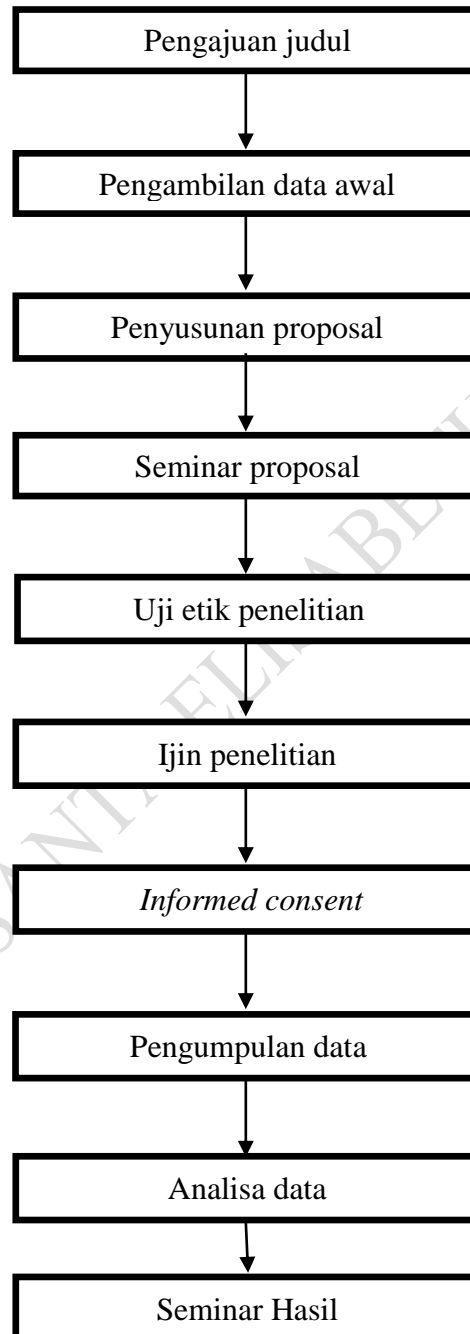 Pengajuan judul
Pengambilan data awal
Penyusunan proposal
Seminar proposal
Uji etik penelitian
Ijin penelitian
Informed consent
Pengumpulan data
Analisa data
Seminar Hasil